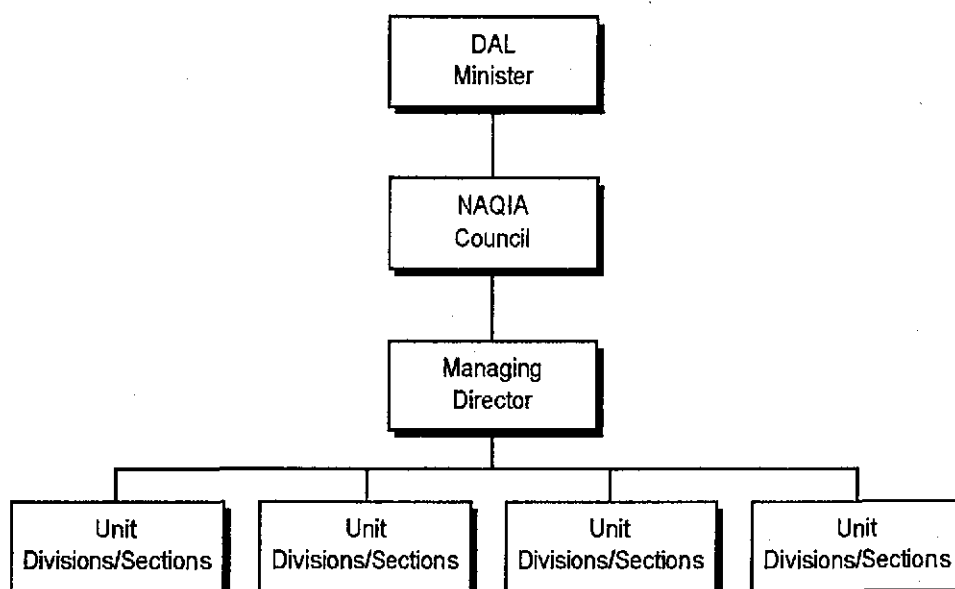 DAL
Minister
NAQIA
Council
Managing
Director
Unit
Divisions/Sections
Unit
Divisions/Sections
Unit
Divisions/Sections
Unit
Divisions/Sections